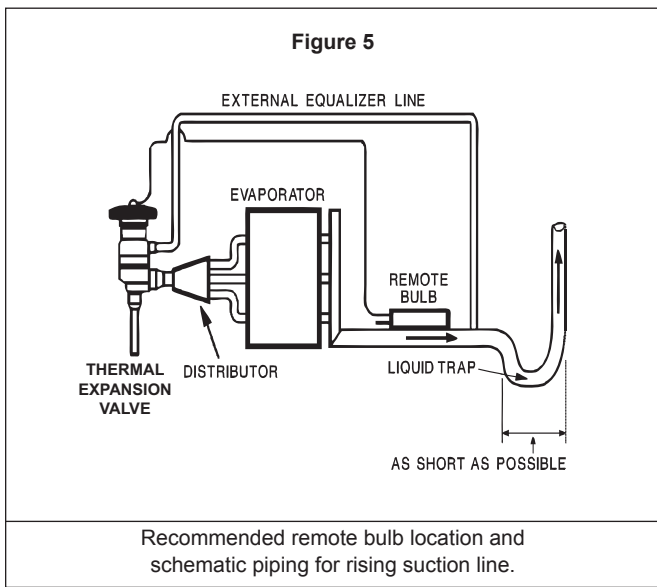 Figure 5
EXTERNAL EQUALIZER LINE
EVAPORATOR
REMOTE
BULB
THERMAL
EXPANSION
VALVE
DISTRIBUTOR
LIQUID TRAP
AS SHORT AS POSSIBLE
Recommended remote bulb location and
schematic piping for rising suction line.